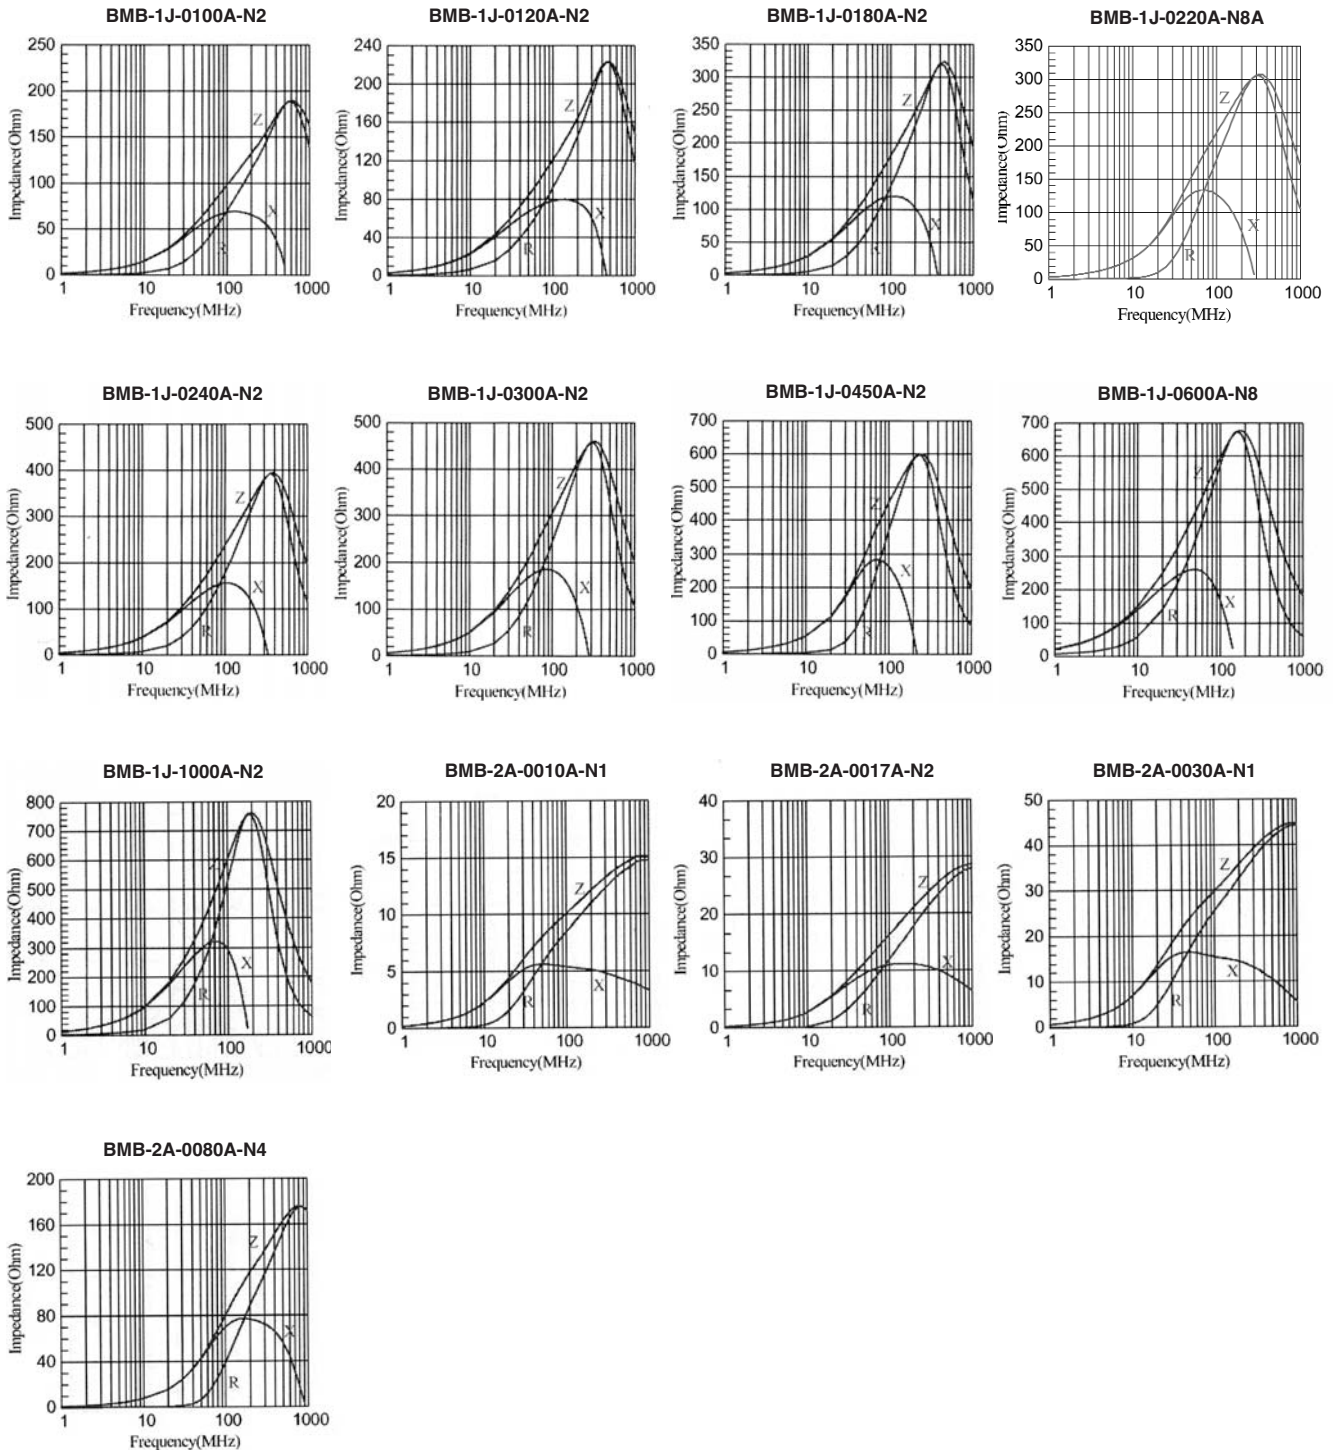 BMB-1J-0100A-N2
250
200
150
100
50
0
Impedance(Ohm)
Z
X
R
1 10 100 1000
Frequency(MHz)
BMB-1J-0120A-N2
240
200
160
120
80
40
0
Impedance(Ohm)
Z
X
R
1 10 100 1000
Frequency(MHz)
BMB-1J-0180A-N2
350
300
250
200
150
100
50
0
Impedance(Ohm)
Z
X
R
1 10 100 1000
Frequency(MHz)
BMB-1J-0220A-N8A
350
300
250
200
150
100
50
0
Impedance(Ohm)
Z
X
R
1 10 100 1000
Frequency(MHz)
BMB-1J-0240A-N2
500
400
300
200
100
0
Impedance(Ohm)
Z
X
R
1 10 100 1000
Frequency(MHz)
BMB-1J-0300A-N2
500
400
300
200
100
0
Impedance(Ohm)
Z
X
R
1 10 100 1000
Frequency(MHz)
BMB-1J-0450A-N2
700
600
500
400
300
200
100
0
Impedance(Ohm)
Z
X
R
1 10 100 1000
Frequency(MHz)
BMB-1J-0600A-N8
700
600
500
400
300
200
100
0
Impedance(Ohm)
Z
X
R
1 10 100 1000
Frequency(MHz)
BMB-1J-1000A-N2
800
700
600
500
400
300
200
100
0
Impedance(Ohm)
Z
X
R
1 10 100 1000
Frequency(MHz)
BMB-2A-0010A-N1
20
15
10
5
0
Impedance(Ohm)
Z
X
R
1 10 100 1000
Frequency(MHz)
BMB-2A-0017A-N2
40
30
20
10
0
Impedance(Ohm)
Z
X
R
1 10 100 1000
Frequency(MHz)
BMB-2A-0030A-N1
50
40
30
20
10
0
Impedance(Ohm)
Z
X
R
1 10 100 1000
Frequency(MHz)
BMB-2A-0080A-N4
200
160
120
80
40
0
Impedance(Ohm)
Z
X
R
1 10 100 1000
Frequency(MHz)